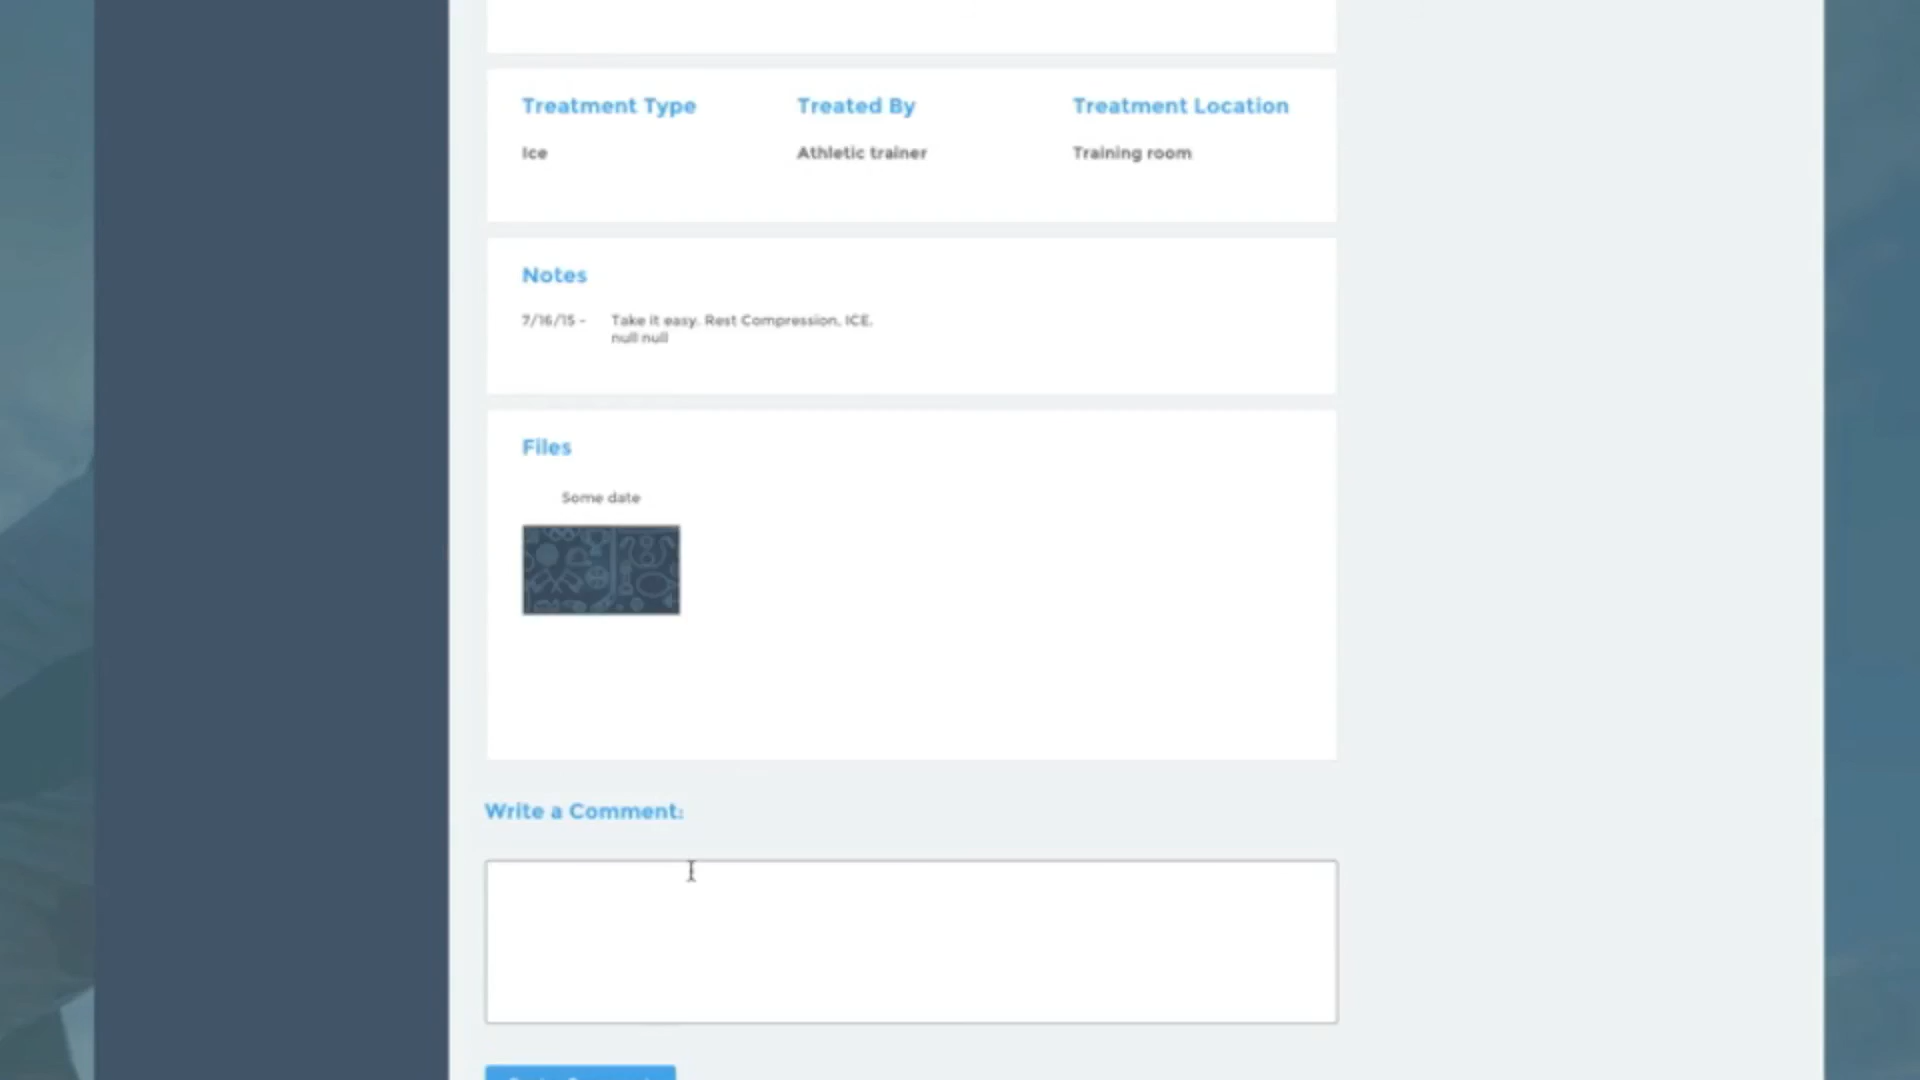 Treatment Type Treated By Treatment Location
Ice Athletic trainer Training room
Notes
7/16/15 - Take it easy. Rest Compression, ICE.
null null
Files
Some date
Write a Comment: